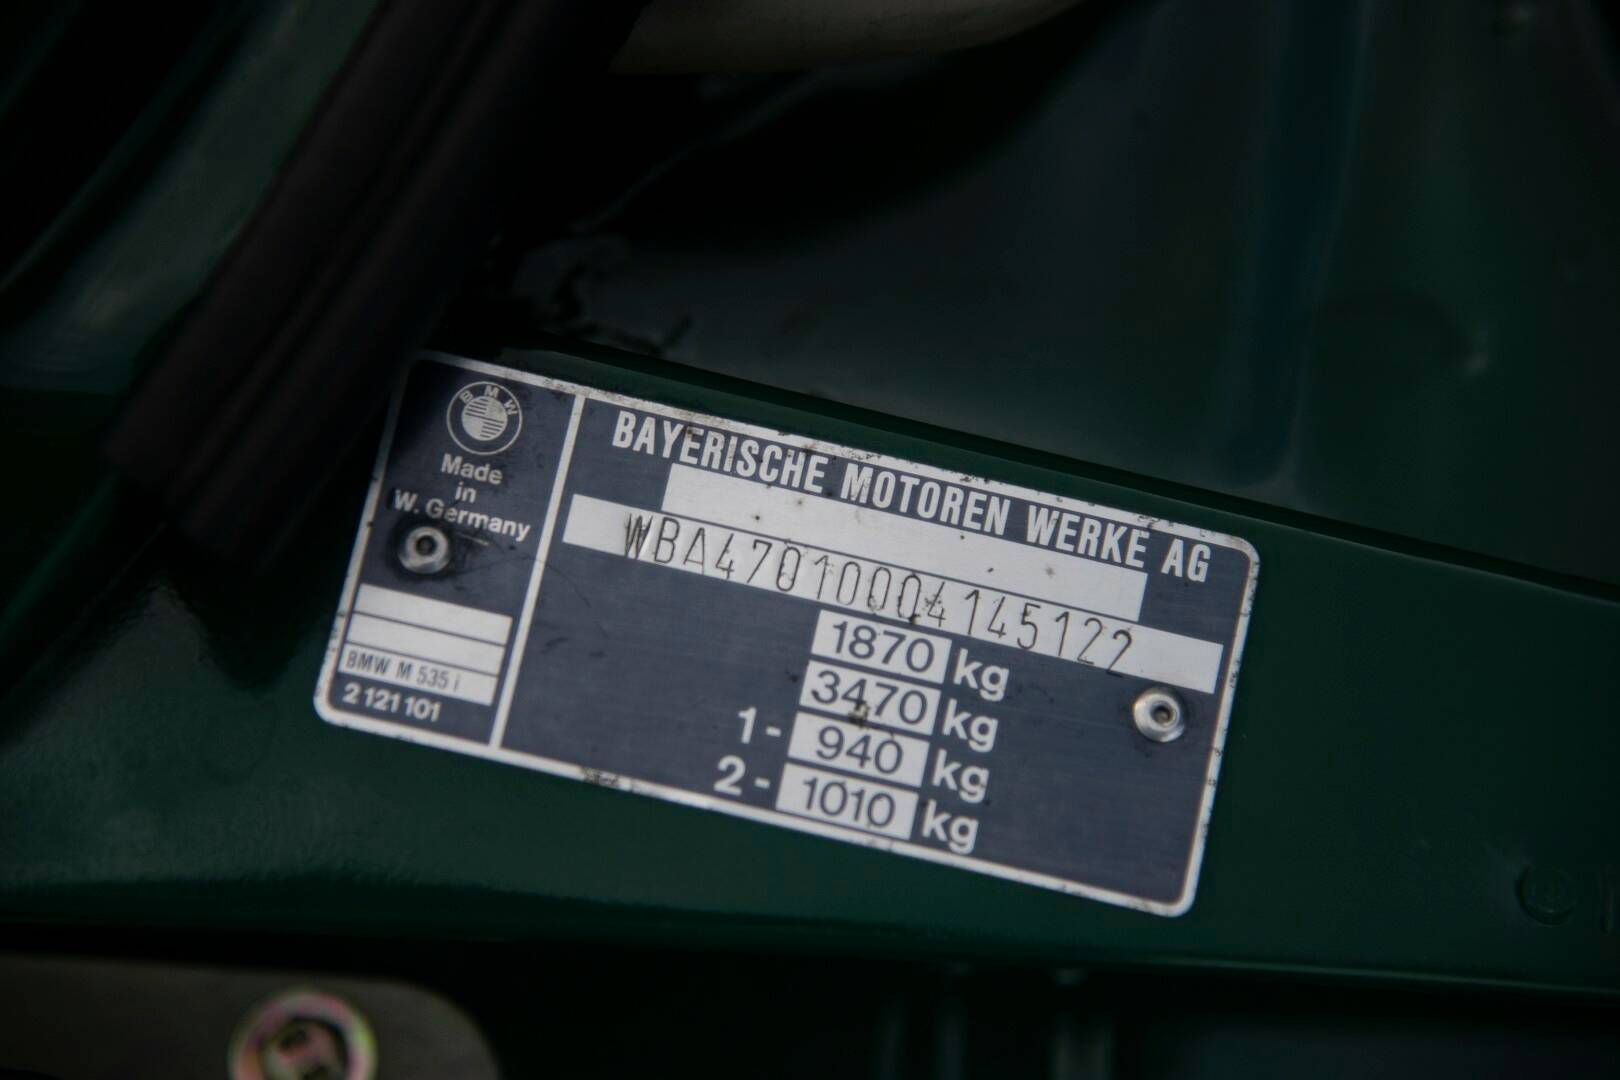 BMW
Made
in
W. Germany
BMW M 535 i
2 121 101
BAYERISCHE MOTOREN WERKE AG
WBA47010004145122
1870 kg
3470 kg
1- 940 kg
2- 1010 kg